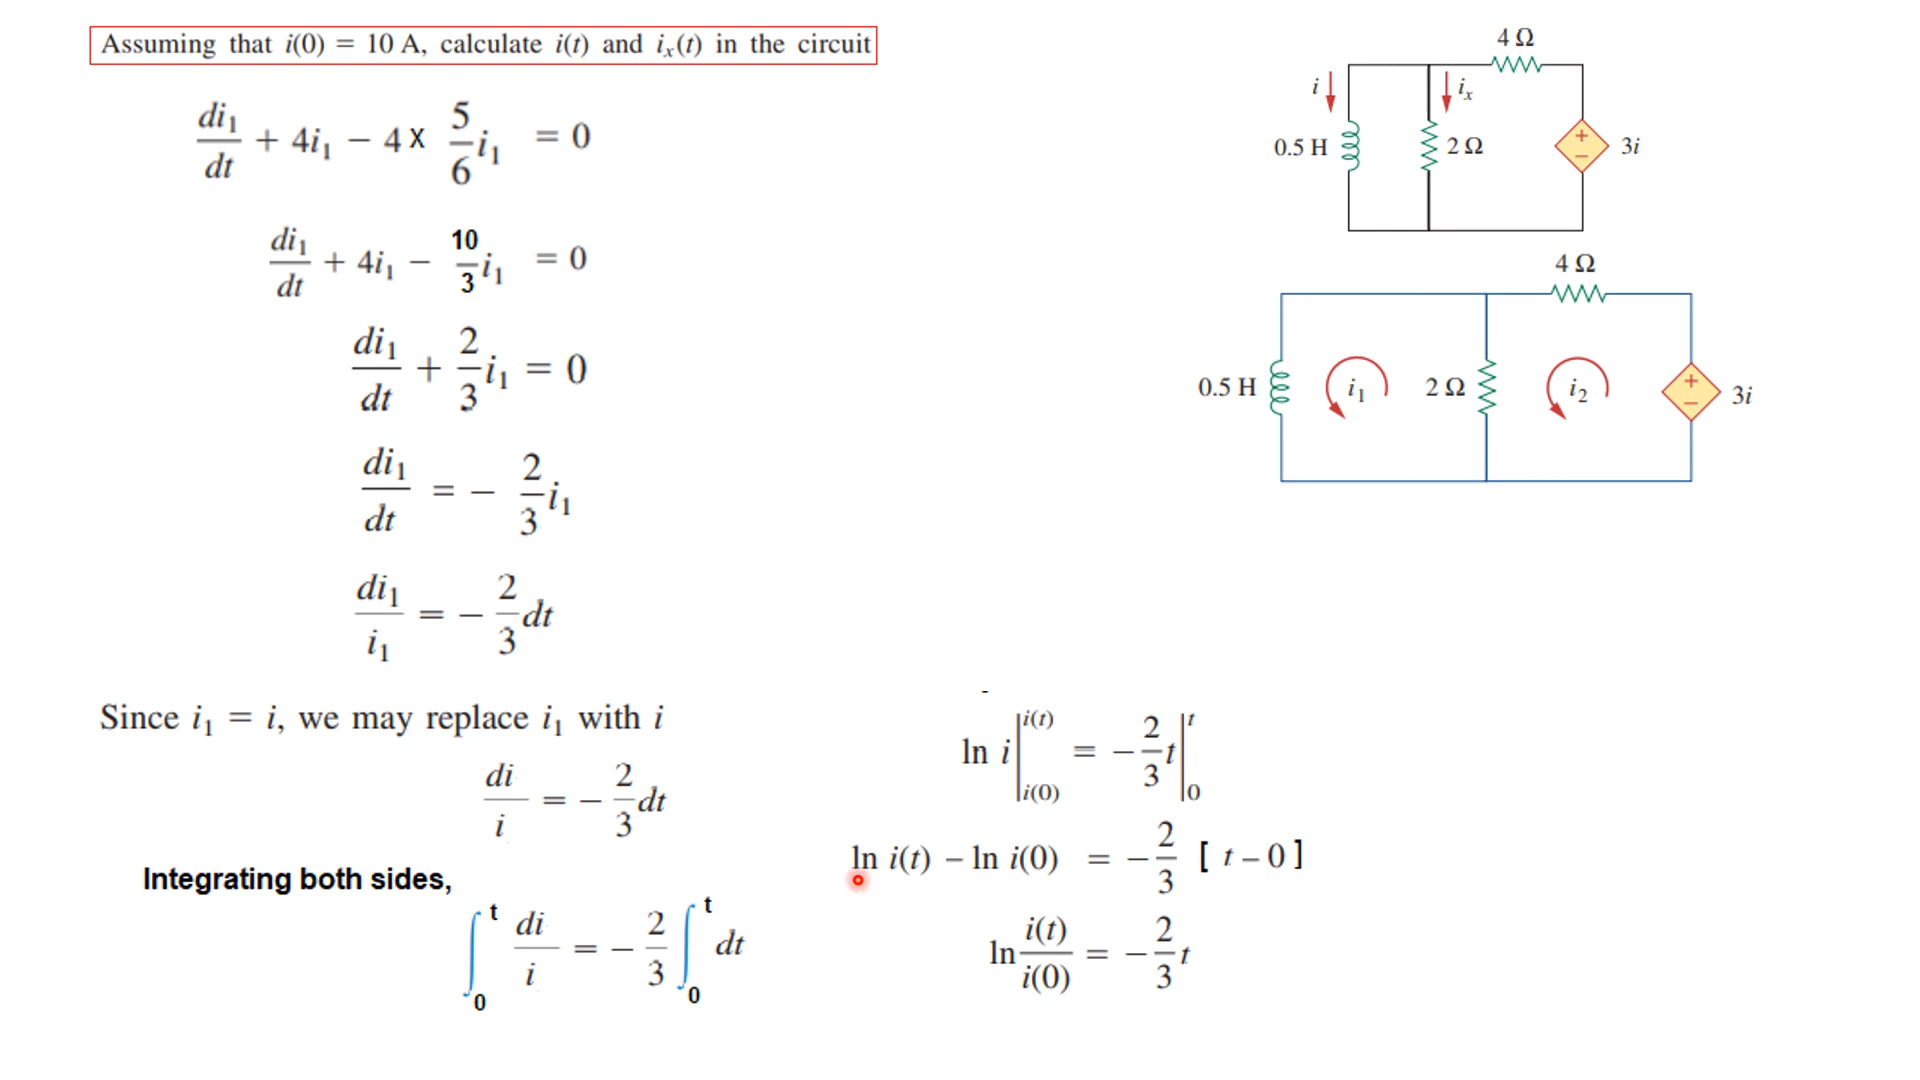 Assuming that i(0) = 10 A, calculate i(t) and iₓ(t) in the circuit
di₁/dt + 4i₁ − 4 x 5/6 i₁ = 0
di₁/dt + 4i₁ − 10/3 i₁ = 0
di₁/dt + 2/3 i₁ = 0
di₁/dt = − 2/3 i₁
di₁/i₁ = − 2/3 dt
Since i₁ = i, we may replace i₁ with i
di/i = − 2/3 dt
Integrating both sides,
∫₀ᵗ di/i = − 2/3 ∫₀ᵗ dt
4 Ω
i
iₓ
0.5 H
2 Ω
+
−
3i
4 Ω
0.5 H
i₁
2 Ω
i₂
+
−
3i
ln i |i(t) i(0) = − 2/3 t |t 0
ln i(t) − ln i(0) = − 2/3 [ t − 0 ]
ln i(t)/i(0) = − 2/3 t